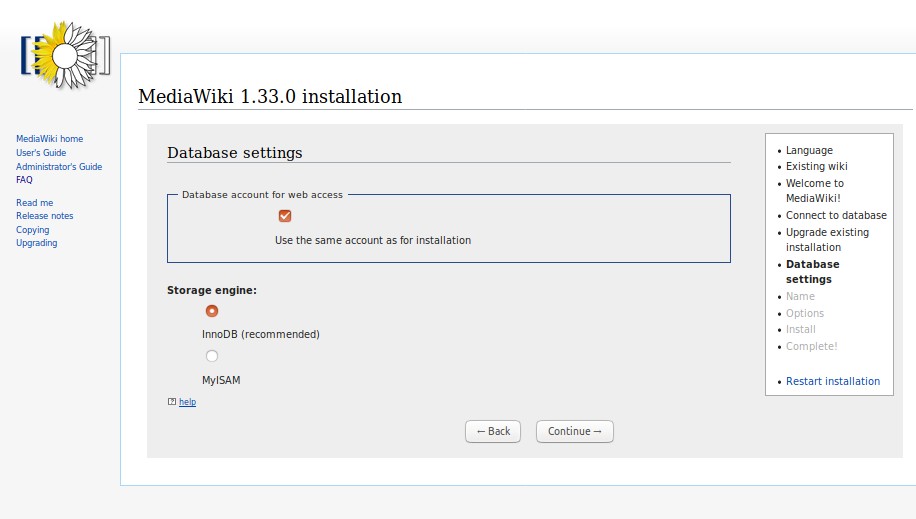 MediaWiki home
User's Guide
Administrator's Guide
FAQ
Read me
Release notes
Copying
Upgrading
MediaWiki 1.33.0 installation
Database settings
Database account for web access
Use the same account as for installation
Storage engine:
InnoDB (recommended)
MyISAM
[?] help
← Back
Continue →
• Language
• Existing wiki
• Welcome to
MediaWiki!
• Connect to database
• Upgrade existing
installation
• Database
settings
• Name
• Options
• Install
• Complete!
• Restart installation